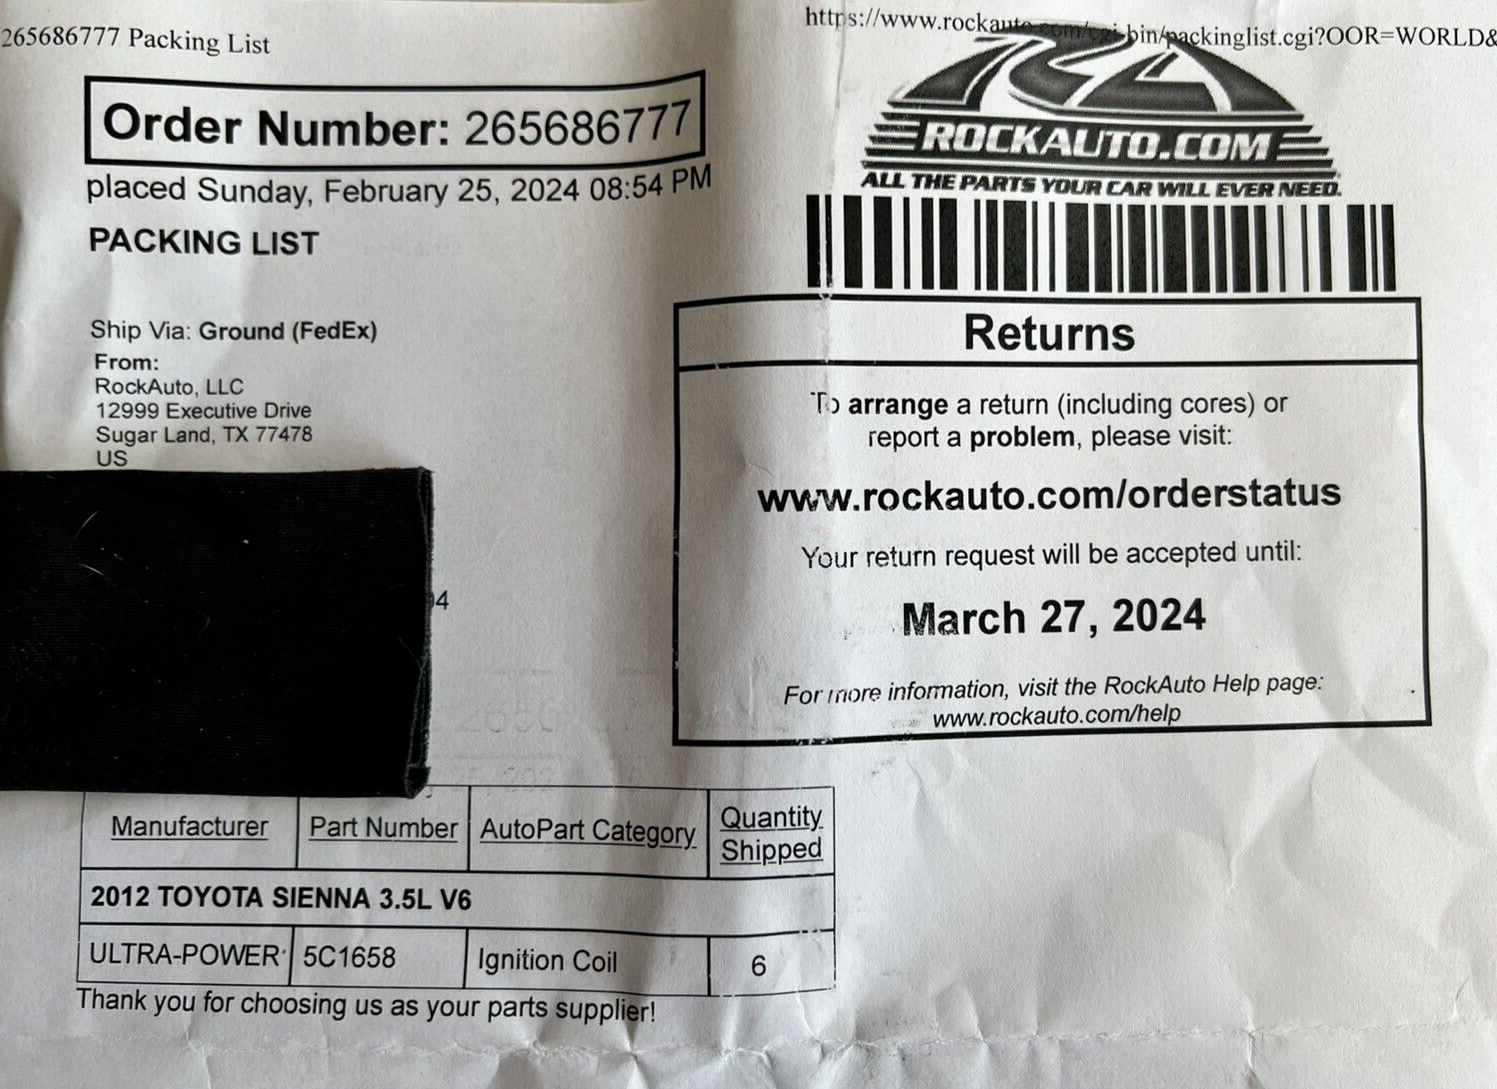 265686777 Packing List
https://www.rockauto.com/cgi-bin/packinglist.cgi?OOR=WORLD&
Order Number: 265686777
placed Sunday, February 25, 2024 08:54 PM
PACKING LIST
RA
ROCKAUTO.COM
ALL THE PARTS YOUR CAR WILL EVER NEED.
Ship Via: Ground (FedEx)
From:
RockAuto, LLC
12999 Executive Drive
Sugar Land, TX 77478
US
4
Returns
To arrange a return (including cores) or
report a problem, please visit:
www.rockauto.com/orderstatus
Your return request will be accepted until:
March 27, 2024
For more information, visit the RockAuto Help page:
www.rockauto.com/help
Manufacturer Part Number AutoPart Category Quantity Shipped
2012 TOYOTA SIENNA 3.5L V6
ULTRA-POWER 5C1658 Ignition Coil 6
Thank you for choosing us as your parts supplier!